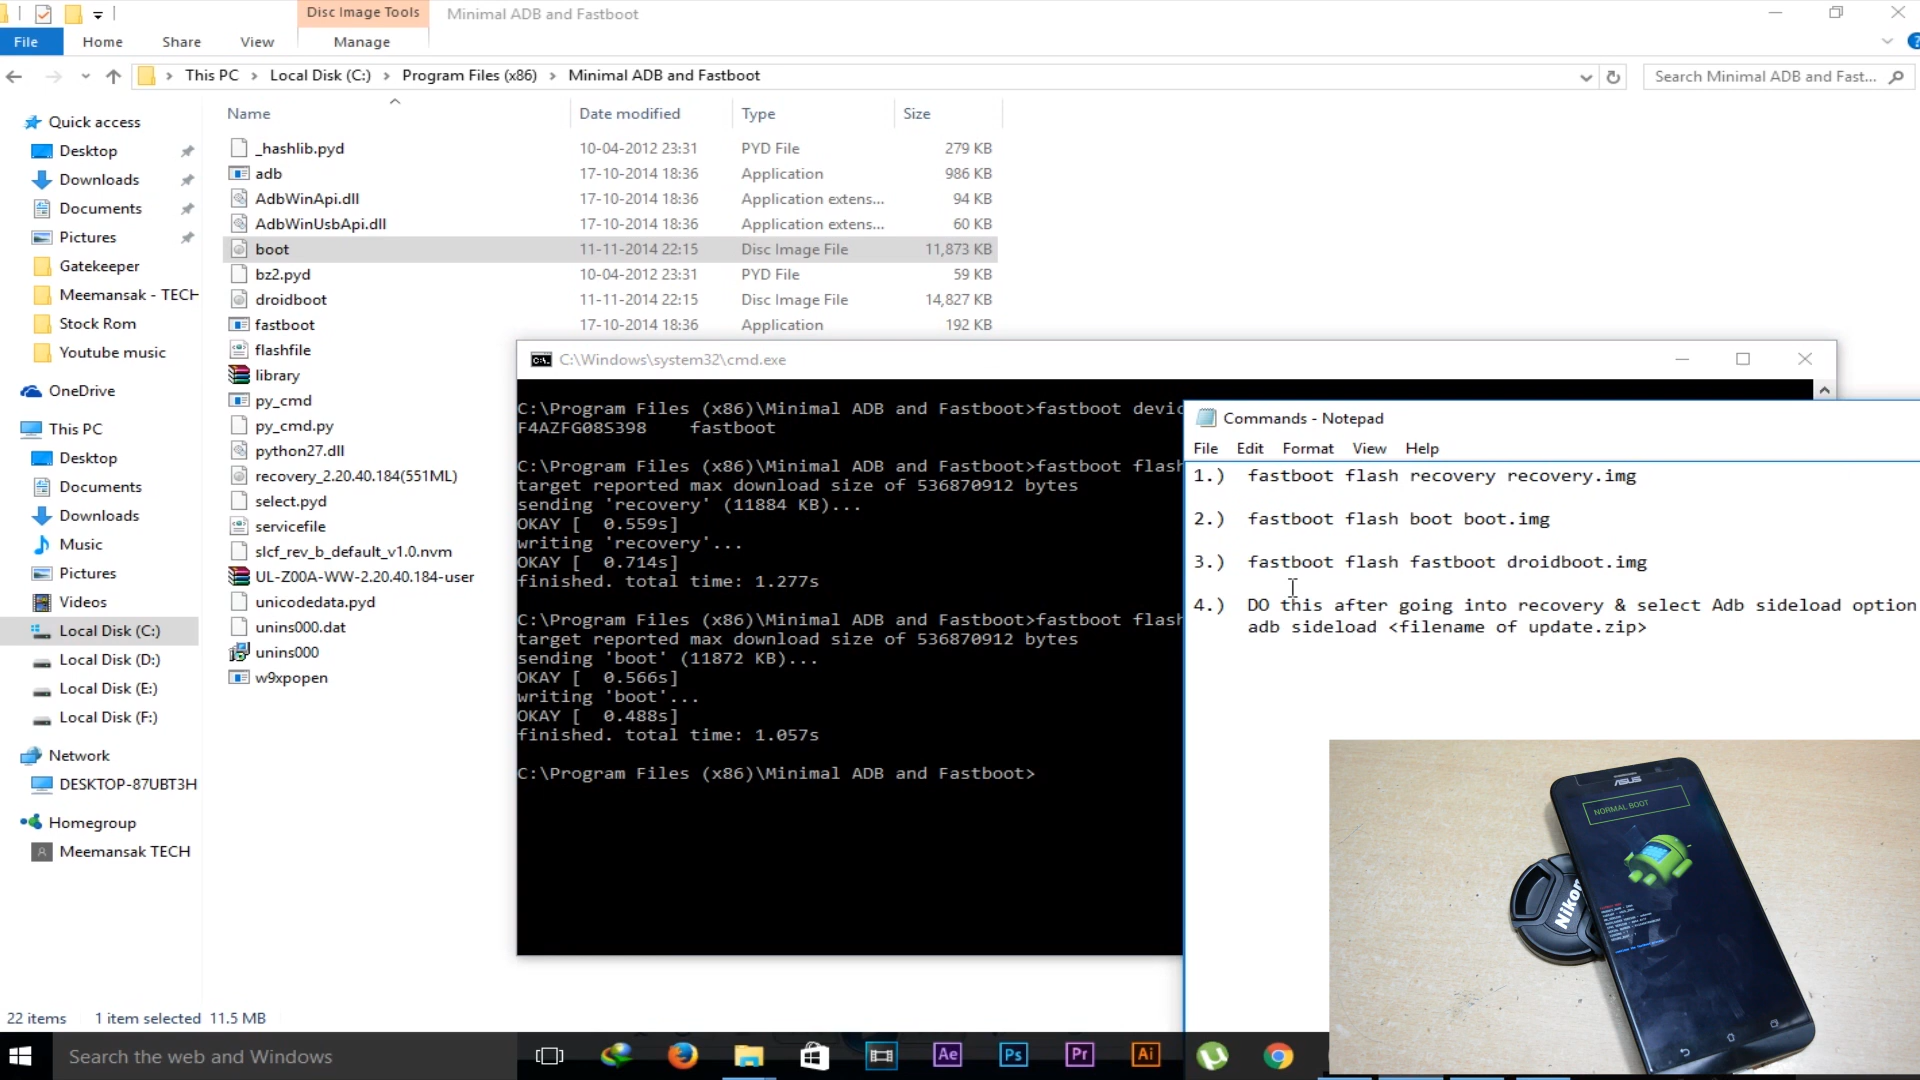 Disc Image Tools
Minimal ADB and Fastboot
File
Home
Share
View
Manage
This PC > Local Disk (C:) > Program Files (x86) > Minimal ADB and Fastboot
Search Minimal ADB and Fast...
Name
Date modified
Type
Size
Quick access
Desktop
Downloads
Documents
Pictures
Gatekeeper
Meemansak - TECH
Stock Rom
Youtube music
OneDrive
This PC
Desktop
Documents
Downloads
Music
Pictures
Videos
Local Disk (C:)
Local Disk (D:)
Local Disk (E:)
Local Disk (F:)
Network
DESKTOP-87UBT3H
Homegroup
Meemansak TECH
_hashlib.pyd 10-04-2012 23:31 PYD File 279 KB
adb 17-10-2014 18:36 Application 986 KB
AdbWinApi.dll 17-10-2014 18:36 Application extens... 94 KB
AdbWinUsbApi.dll 17-10-2014 18:36 Application extens... 60 KB
boot 11-11-2014 22:15 Disc Image File 11,873 KB
bz2.pyd 10-04-2012 23:31 PYD File 59 KB
droidboot 11-11-2014 22:15 Disc Image File 14,827 KB
fastboot 17-10-2014 18:36 Application 192 KB
flashfile
library
py_cmd
py_cmd.py
python27.dll
recovery_2.20.40.184(551ML)
select.pyd
servicefile
slcf_rev_b_default_v1.0.nvm
UL-Z00A-WW-2.20.40.184-user
unicodedata.pyd
unins000.dat
unins000
w9xpopen
C:\Windows\system32\cmd.exe
C:\Program Files (x86)\Minimal ADB and Fastboot>fastboot devic
F4AZFG08S398 fastboot
C:\Program Files (x86)\Minimal ADB and Fastboot>fastboot flash
target reported max download size of 536870912 bytes
sending 'recovery' (11884 KB)...
OKAY [ 0.559s]
writing 'recovery'...
OKAY [ 0.714s]
finished. total time: 1.277s
C:\Program Files (x86)\Minimal ADB and Fastboot>fastboot flash
target reported max download size of 536870912 bytes
sending 'boot' (11872 KB)...
OKAY [ 0.566s]
writing 'boot'...
OKAY [ 0.488s]
finished. total time: 1.057s
C:\Program Files (x86)\Minimal ADB and Fastboot>
Commands - Notepad
File Edit Format View Help
1.) fastboot flash recovery recovery.img
2.) fastboot flash boot boot.img
3.) fastboot flash fastboot droidboot.img
4.) DO this after going into recovery & select Adb sideload option
adb sideload <filename of update.zip>
ASUS
NORMAL BOOT
Nikon
22 items 1 item selected 11.5 MB
Search the web and Windows
Ae
Ps
Pr
Ai